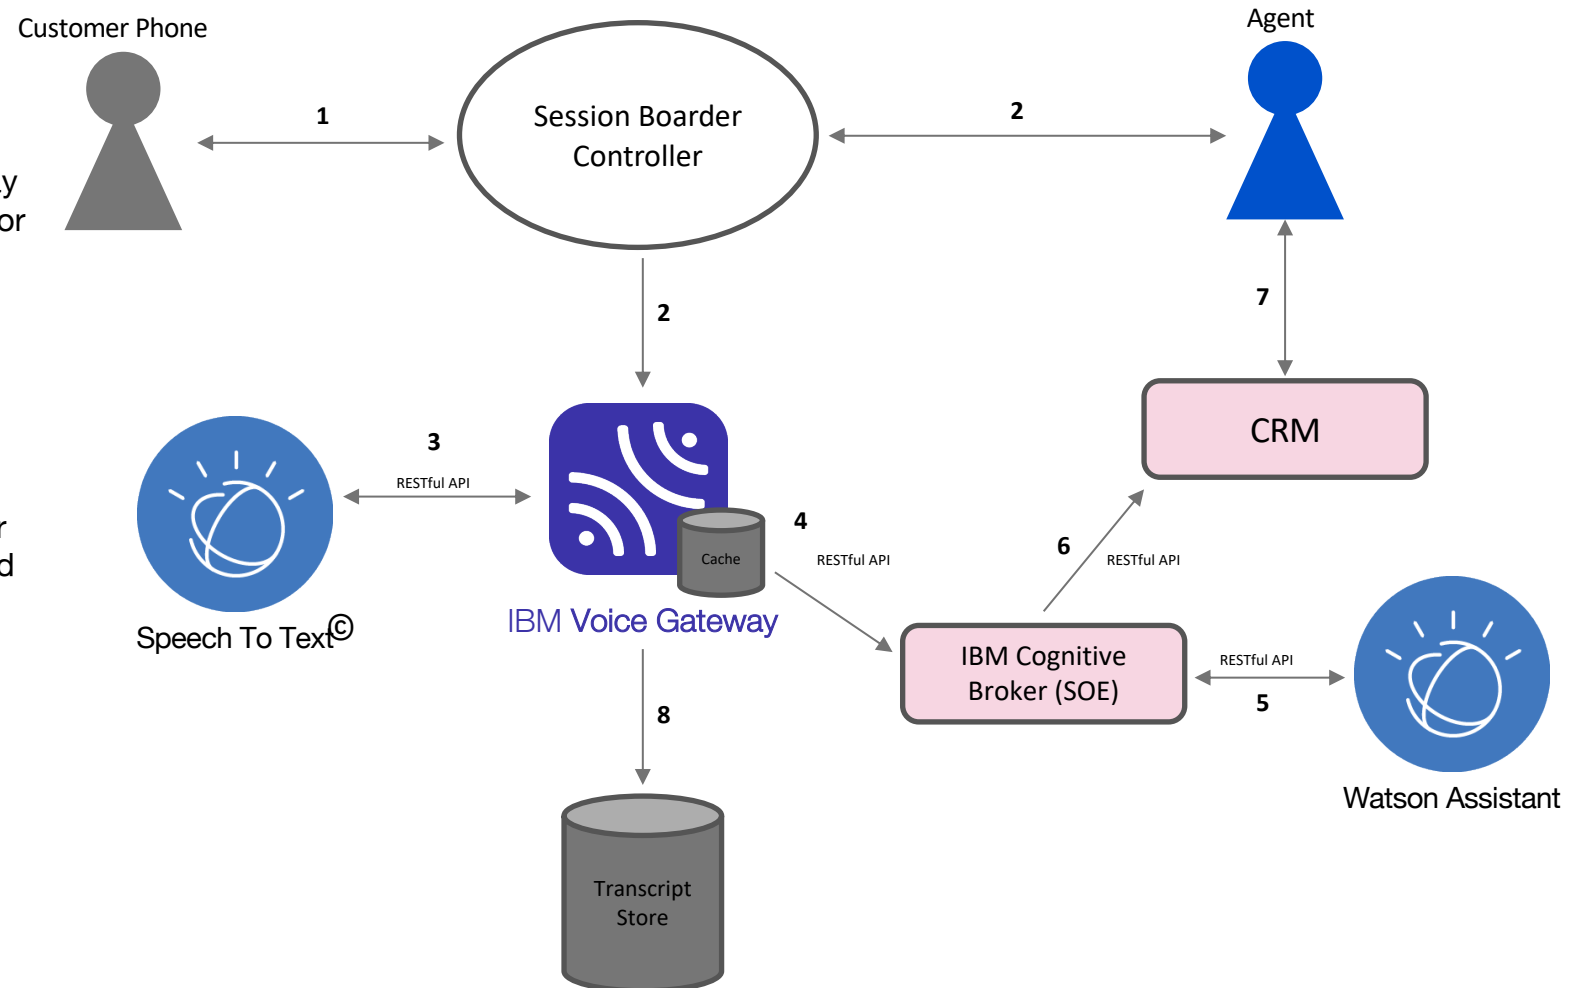 Customer Phone
Agent
1
Session Boarder
Controller
2
y
or
2
7
CRM
3
RESTful API
4
RESTful API
Cache
6
RESTful API
r
d
IBM Voice Gateway
Speech To Text©
IBM Cognitive
Broker (SOE)
RESTful API
5
8
Watson Assistant
Transcript
Store